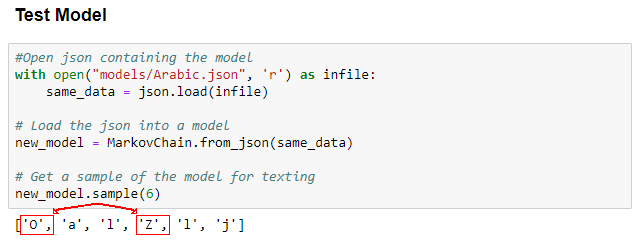 Test Model
#Open json containing the model
with open("models/Arabic.json", 'r') as infile:
    same_data = json.load(infile)
# Load the json into a model
new_model = MarkovChain.from_json(same_data)
# Get a sample of the model for texting
new_model.sample(6)
['O', 'a', 'l', 'Z', 'l', 'j']